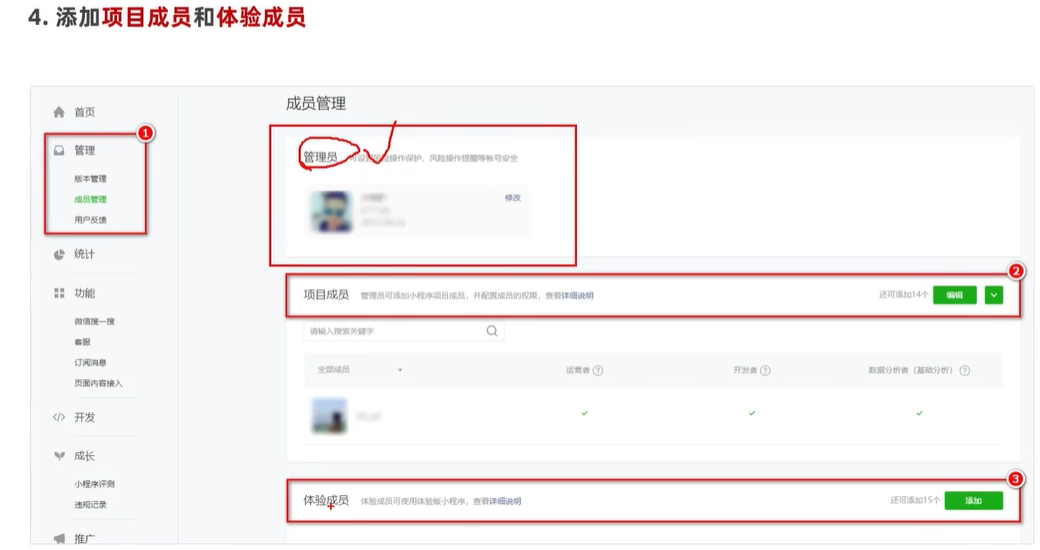 4. 添加项目成员和体验成员
首页
管理
1
版本管理
成员管理
用户反馈
统计
功能
微信搜一搜
客服
订阅消息
页面内容接入
开发
成长
小程序评测
违规记录
推广
成员管理
管理员 风险操作保护、风险操作提醒等帐号安全
修改
2
项目成员 管理员可添加小程序项目成员，并配置成员的权限，查看详细说明 还可添加14个 编辑
请输入搜索关键字
全部成员 运营者 开发者 数据分析者（基础分析）
3
体验成员 体验成员可使用体验版小程序，查看详细说明 还可添加15个 添加